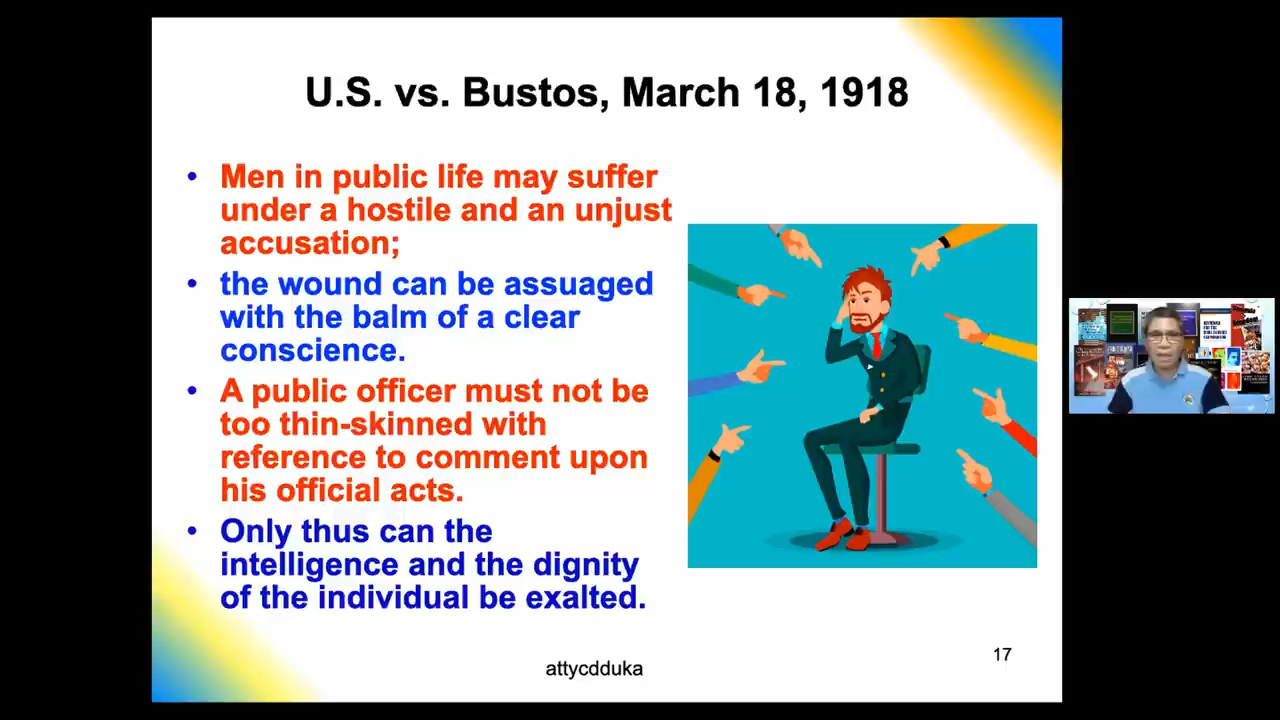 U.S. vs. Bustos, March 18, 1918
• Men in public life may suffer
under a hostile and an unjust
accusation;
• the wound can be assuaged
with the balm of a clear
conscience.
• A public officer must not be
too thin-skinned with
reference to comment upon
his official acts.
• Only thus can the
intelligence and the dignity
of the individual be exalted.
attycdduka
17